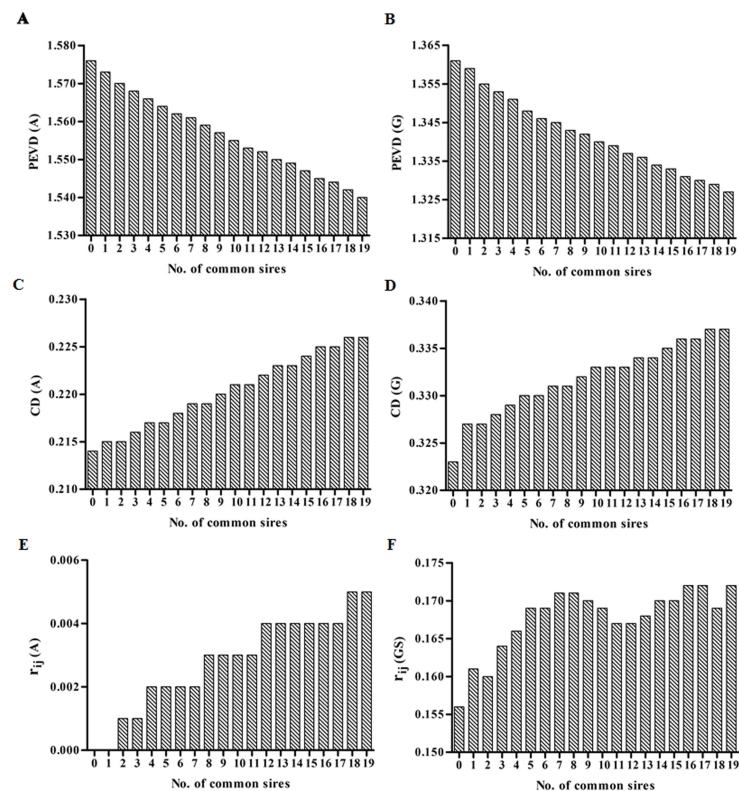 A
PEVD (A)
1.580
1.570
1.560
1.550
1.540
1.530
0 1 2 3 4 5 6 7 8 9 10 11 12 13 14 15 16 17 18 19
No. of common sires
B
PEVD (G)
1.365
1.355
1.345
1.335
1.325
1.315
0 1 2 3 4 5 6 7 8 9 10 11 12 13 14 15 16 17 18 19
No. of common sires
C
CD (A)
0.230
0.225
0.220
0.215
0.210
0 1 2 3 4 5 6 7 8 9 10 11 12 13 14 15 16 17 18 19
No. of common sires
D
CD (G)
0.340
0.335
0.330
0.325
0.320
0 1 2 3 4 5 6 7 8 9 10 11 12 13 14 15 16 17 18 19
No. of common sires
E
rij (A)
0.006
0.004
0.002
0.000
0 1 2 3 4 5 6 7 8 9 10 11 12 13 14 15 16 17 18 19
No. of common sires
F
rij (GS)
0.175
0.170
0.165
0.160
0.155
0.150
0 1 2 3 4 5 6 7 8 9 10 11 12 13 14 15 16 17 18 19
No. of common sires